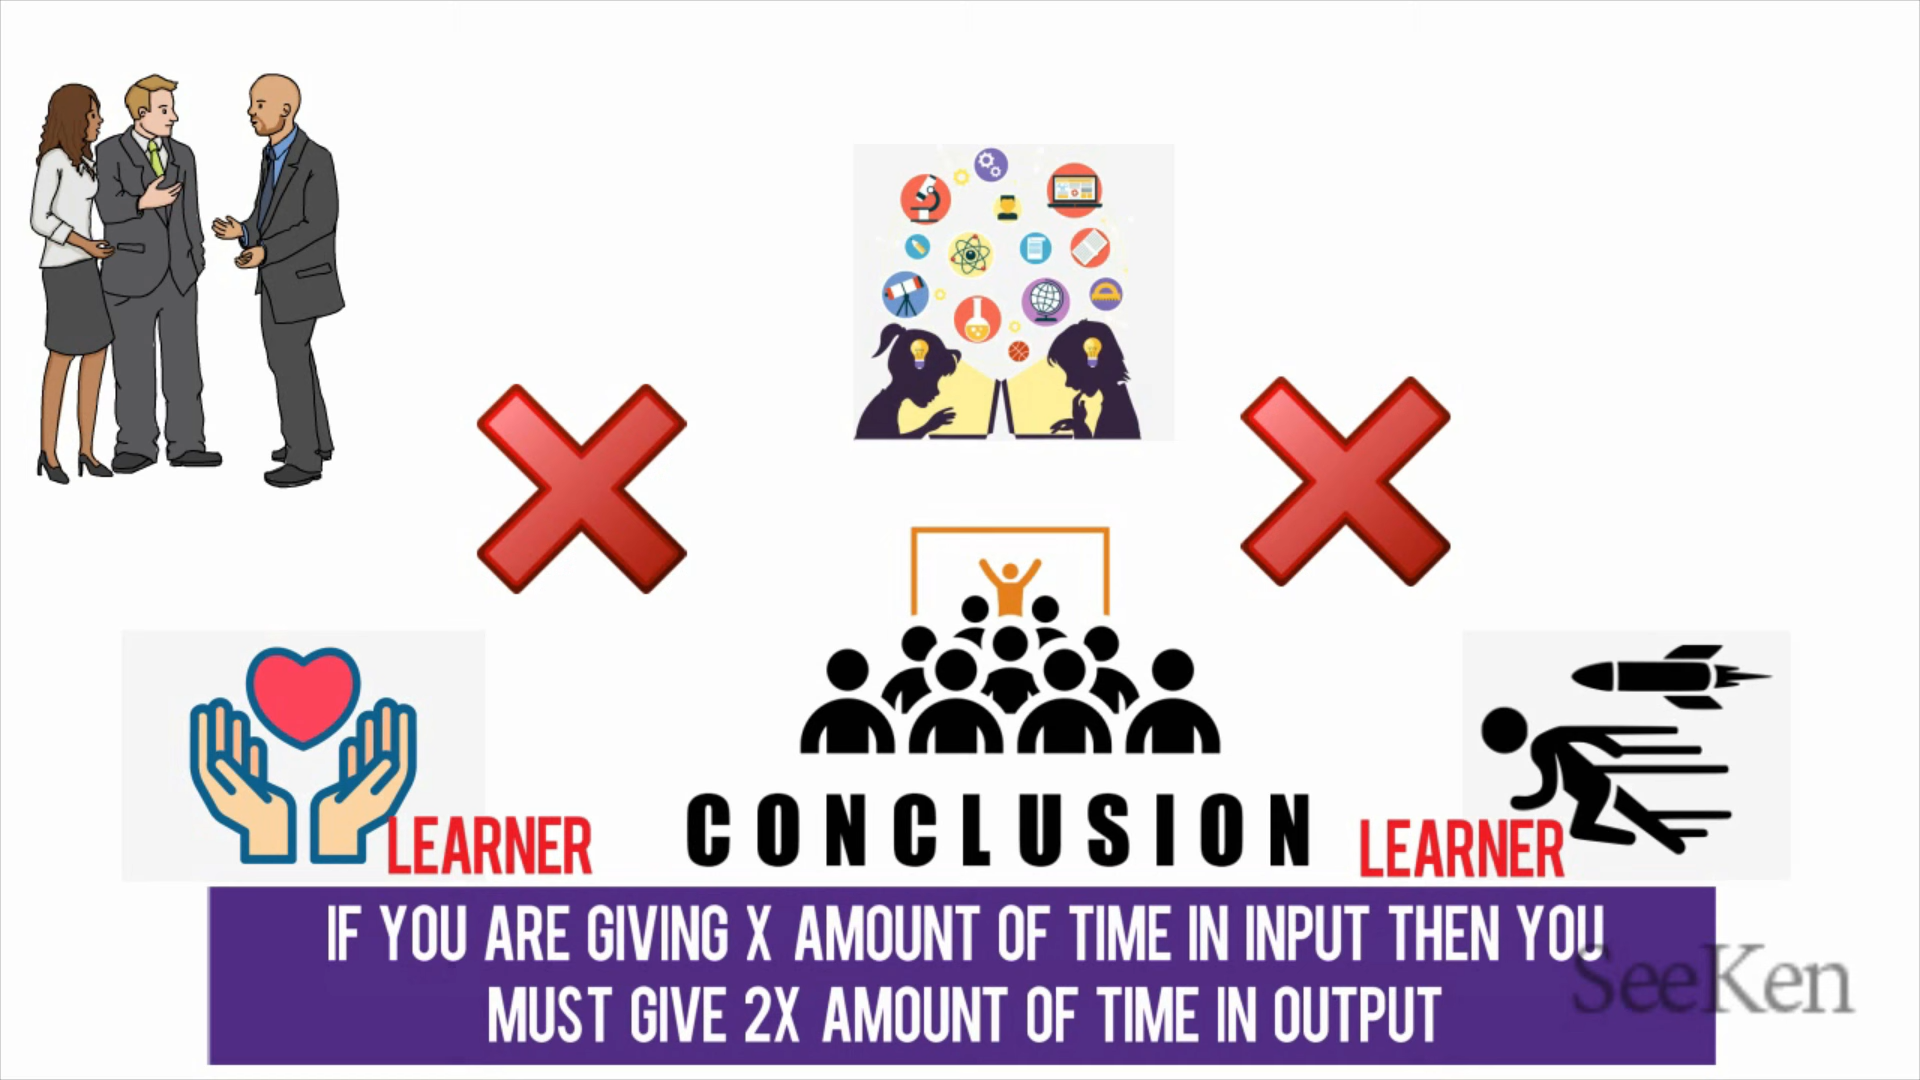 LEARNER
CONCLUSION
LEARNER
IF YOU ARE GIVING X AMOUNT OF TIME IN INPUT THEN YOU
MUST GIVE 2X AMOUNT OF TIME IN OUTPUT
SeeKen